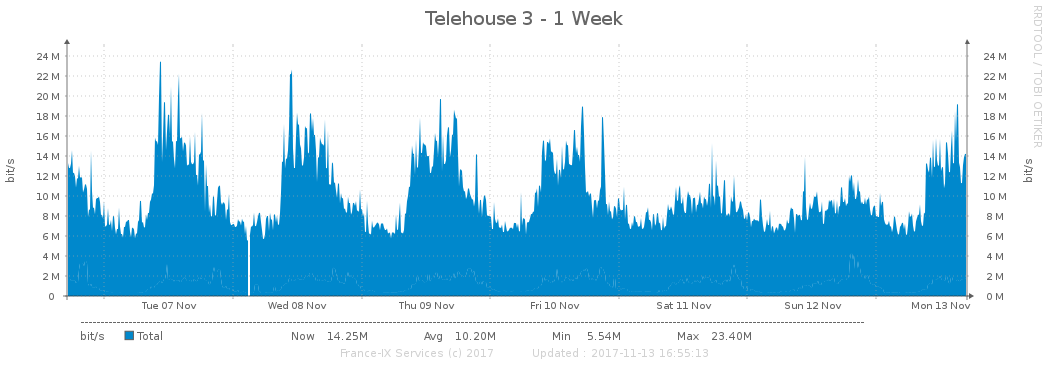 Telehouse 3 - 1 Week
RRDTOOL / TOBI OETIKER
bit/s
bit/s
24 M 24 M
22 M 22 M
20 M 20 M
18 M 18 M
16 M 16 M
14 M 14 M
12 M 12 M
10 M 10 M
8 M 8 M
6 M 6 M
4 M 4 M
2 M 2 M
0 0 M
Tue 07 Nov Wed 08 Nov Thu 09 Nov Fri 10 Nov Sat 11 Nov Sun 12 Nov Mon 13 Nov
bit/s Total Now 14.25M Avg 10.20M Min 5.54M Max 23.40M
France-IX Services (c) 2017 Updated : 2017-11-13 16:55:13